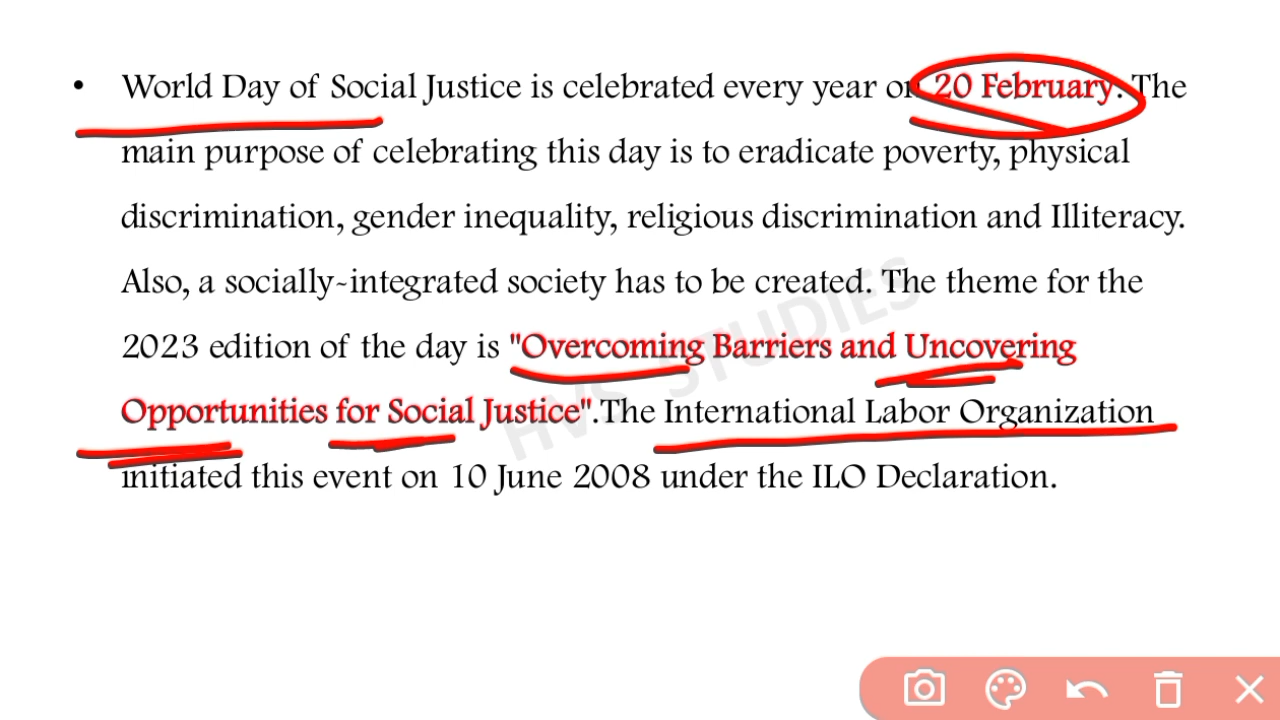 • World Day of Social Justice is celebrated every year on 20 February. The
main purpose of celebrating this day is to eradicate poverty, physical
discrimination, gender inequality, religious discrimination and Illiteracy.
Also, a socially-integrated society has to be created. The theme for the
2023 edition of the day is "Overcoming Barriers and Uncovering
Opportunities for Social Justice".The International Labor Organization
initiated this event on 10 June 2008 under the ILO Declaration.
HVS STUDIES